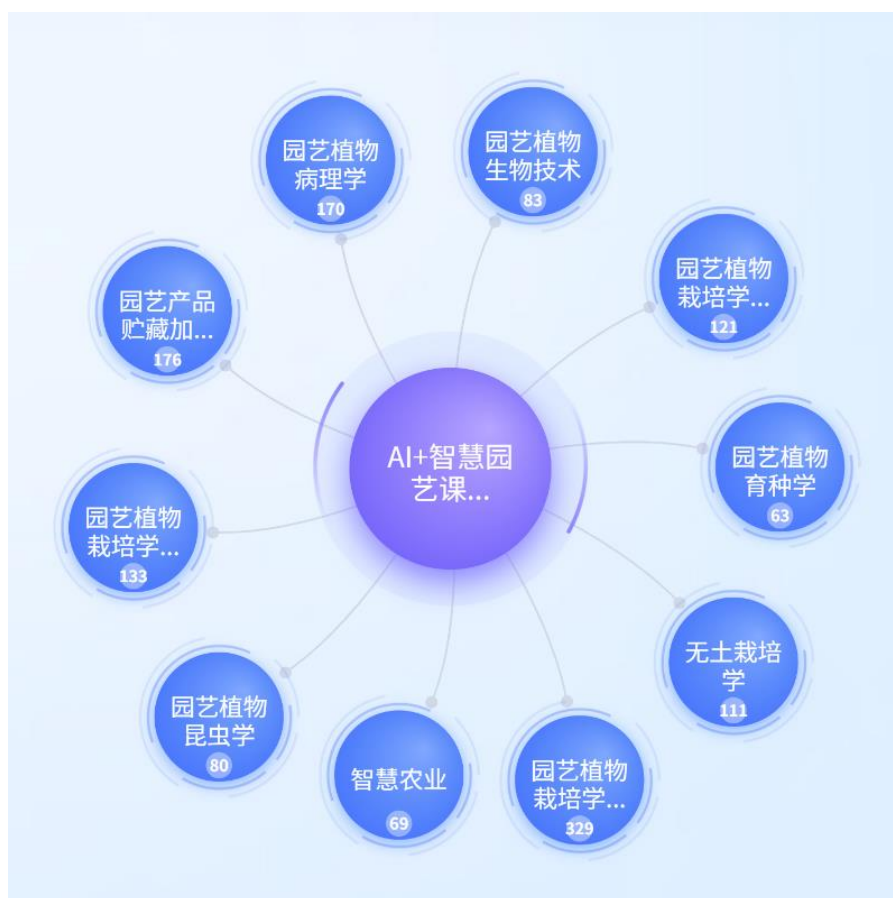 园艺植物
病理学
170
园艺植物
生物技术
83
园艺植物
栽培学...
121
园艺产品
贮藏加...
176
AI+智慧园
艺课...
园艺植物
育种学
63
园艺植物
栽培学...
133
无土栽培
学
111
园艺植物
昆虫学
80
智慧农业
69
园艺植物
栽培学...
329